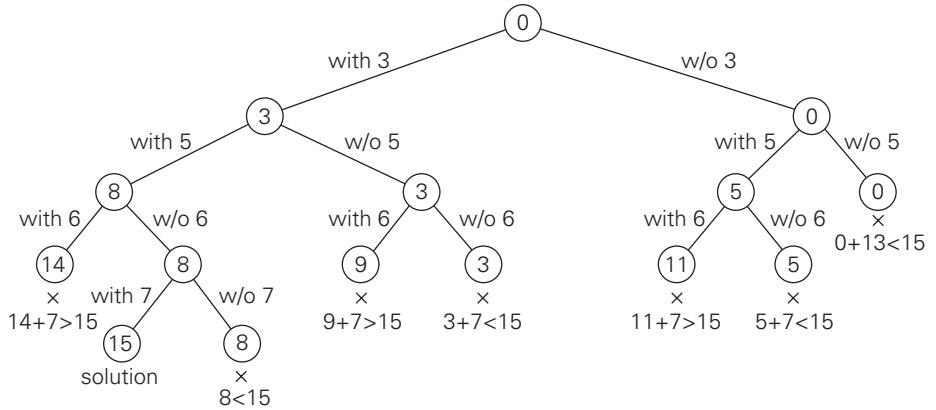 0
with 3
w/o 3
3
0
with 5
w/o 5
with 5
w/o 5
8
3
5
0
with 6
w/o 6
with 6
w/o 6
with 6
w/o 6
×
0+13<15
14
8
9
3
11
5
×
with 7
w/o 7
×
×
×
×
14+7>15
9+7>15
3+7<15
11+7>15
5+7<15
15
8
solution
×
8<15